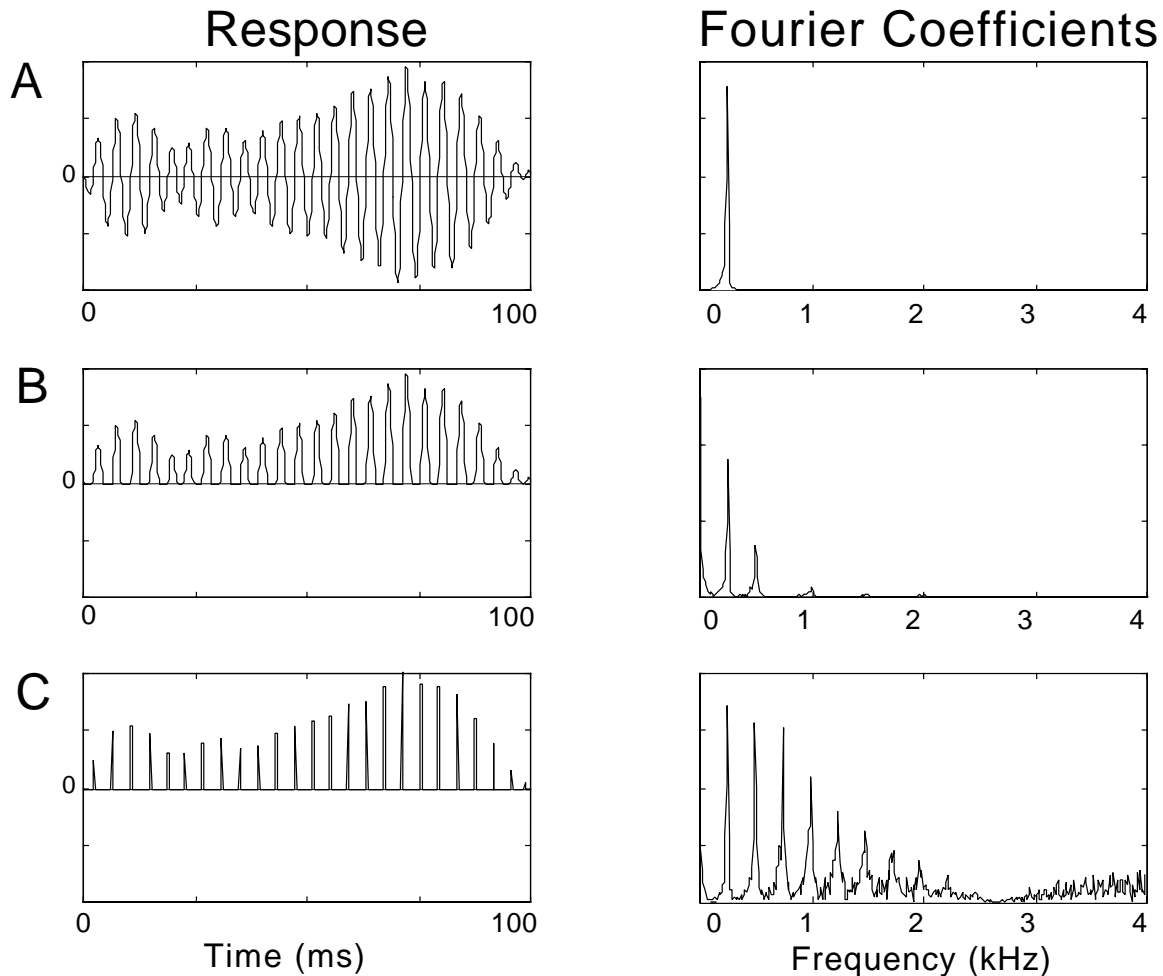 Response
Fourier Coefficients
A
0
0 100
0 1 2 3 4
B
0
0 100
0 1 2 3 4
C
0
0 100
0 1 2 3 4
Time (ms)
Frequency (kHz)